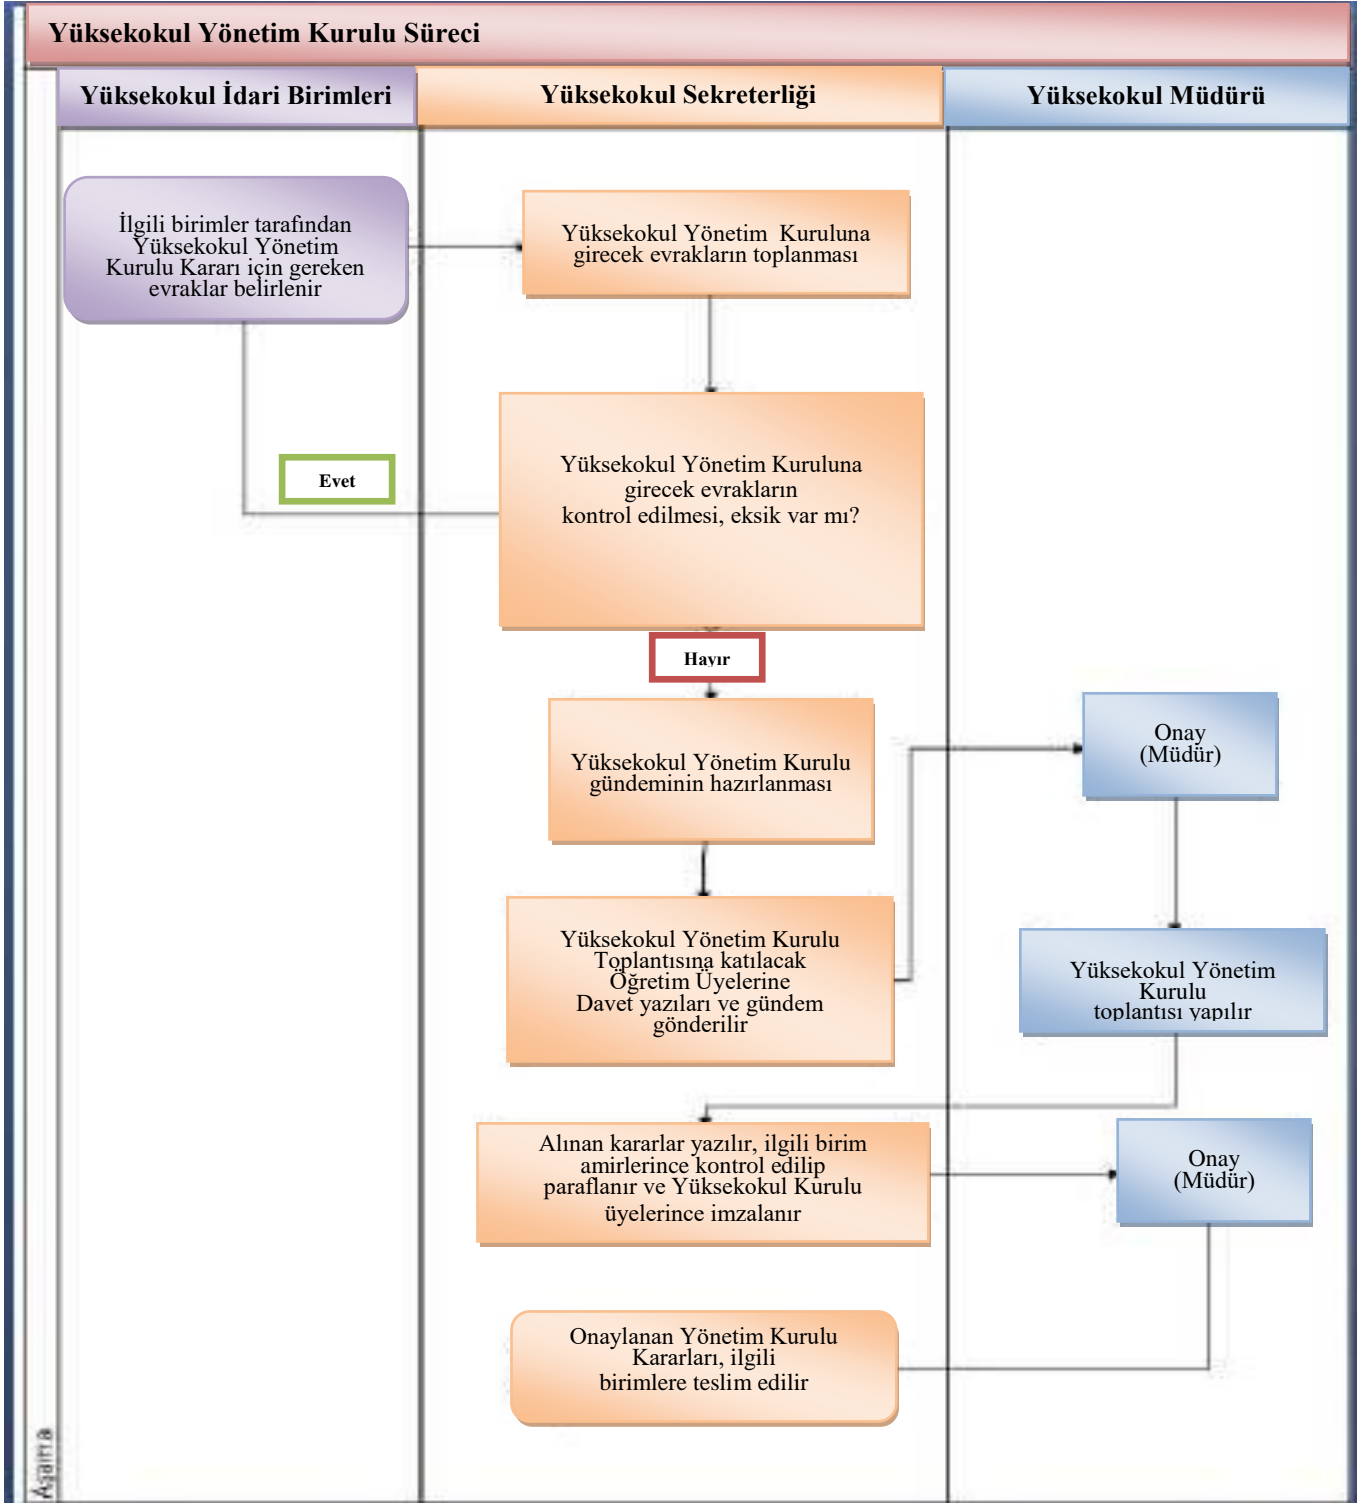 Yüksekokul Yönetim Kurulu Süreci
Yüksekokul İdari Birimleri
Yüksekokul Sekreterliği
Yüksekokul Müdürü
İlgili birimler tarafından
Yüksekokul Yönetim
Kurulu Kararı için gereken
evraklar belirlenir
Yüksekokul Yönetim Kuruluna
girecek evrakların toplanması
Yüksekokul Yönetim Kuruluna
girecek evrakların
kontrol edilmesi, eksik var mı?
Evet
Hayır
Yüksekokul Yönetim Kurulu
gündeminin hazırlanması
Onay
(Müdür)
Yüksekokul Yönetim Kurulu
Toplantısına katılacak
Öğretim Üyelerine
Davet yazıları ve gündem
gönderilir
Yüksekokul Yönetim
Kurulu
toplantısı yapılır
Alınan kararlar yazılır, ilgili birim
amirlerince kontrol edilip
paraflanır ve Yüksekokul Kurulu
üyelerince imzalanır
Onay
(Müdür)
Onaylanan Yönetim Kurulu
Kararları, ilgili
birimlere teslim edilir
Aşama